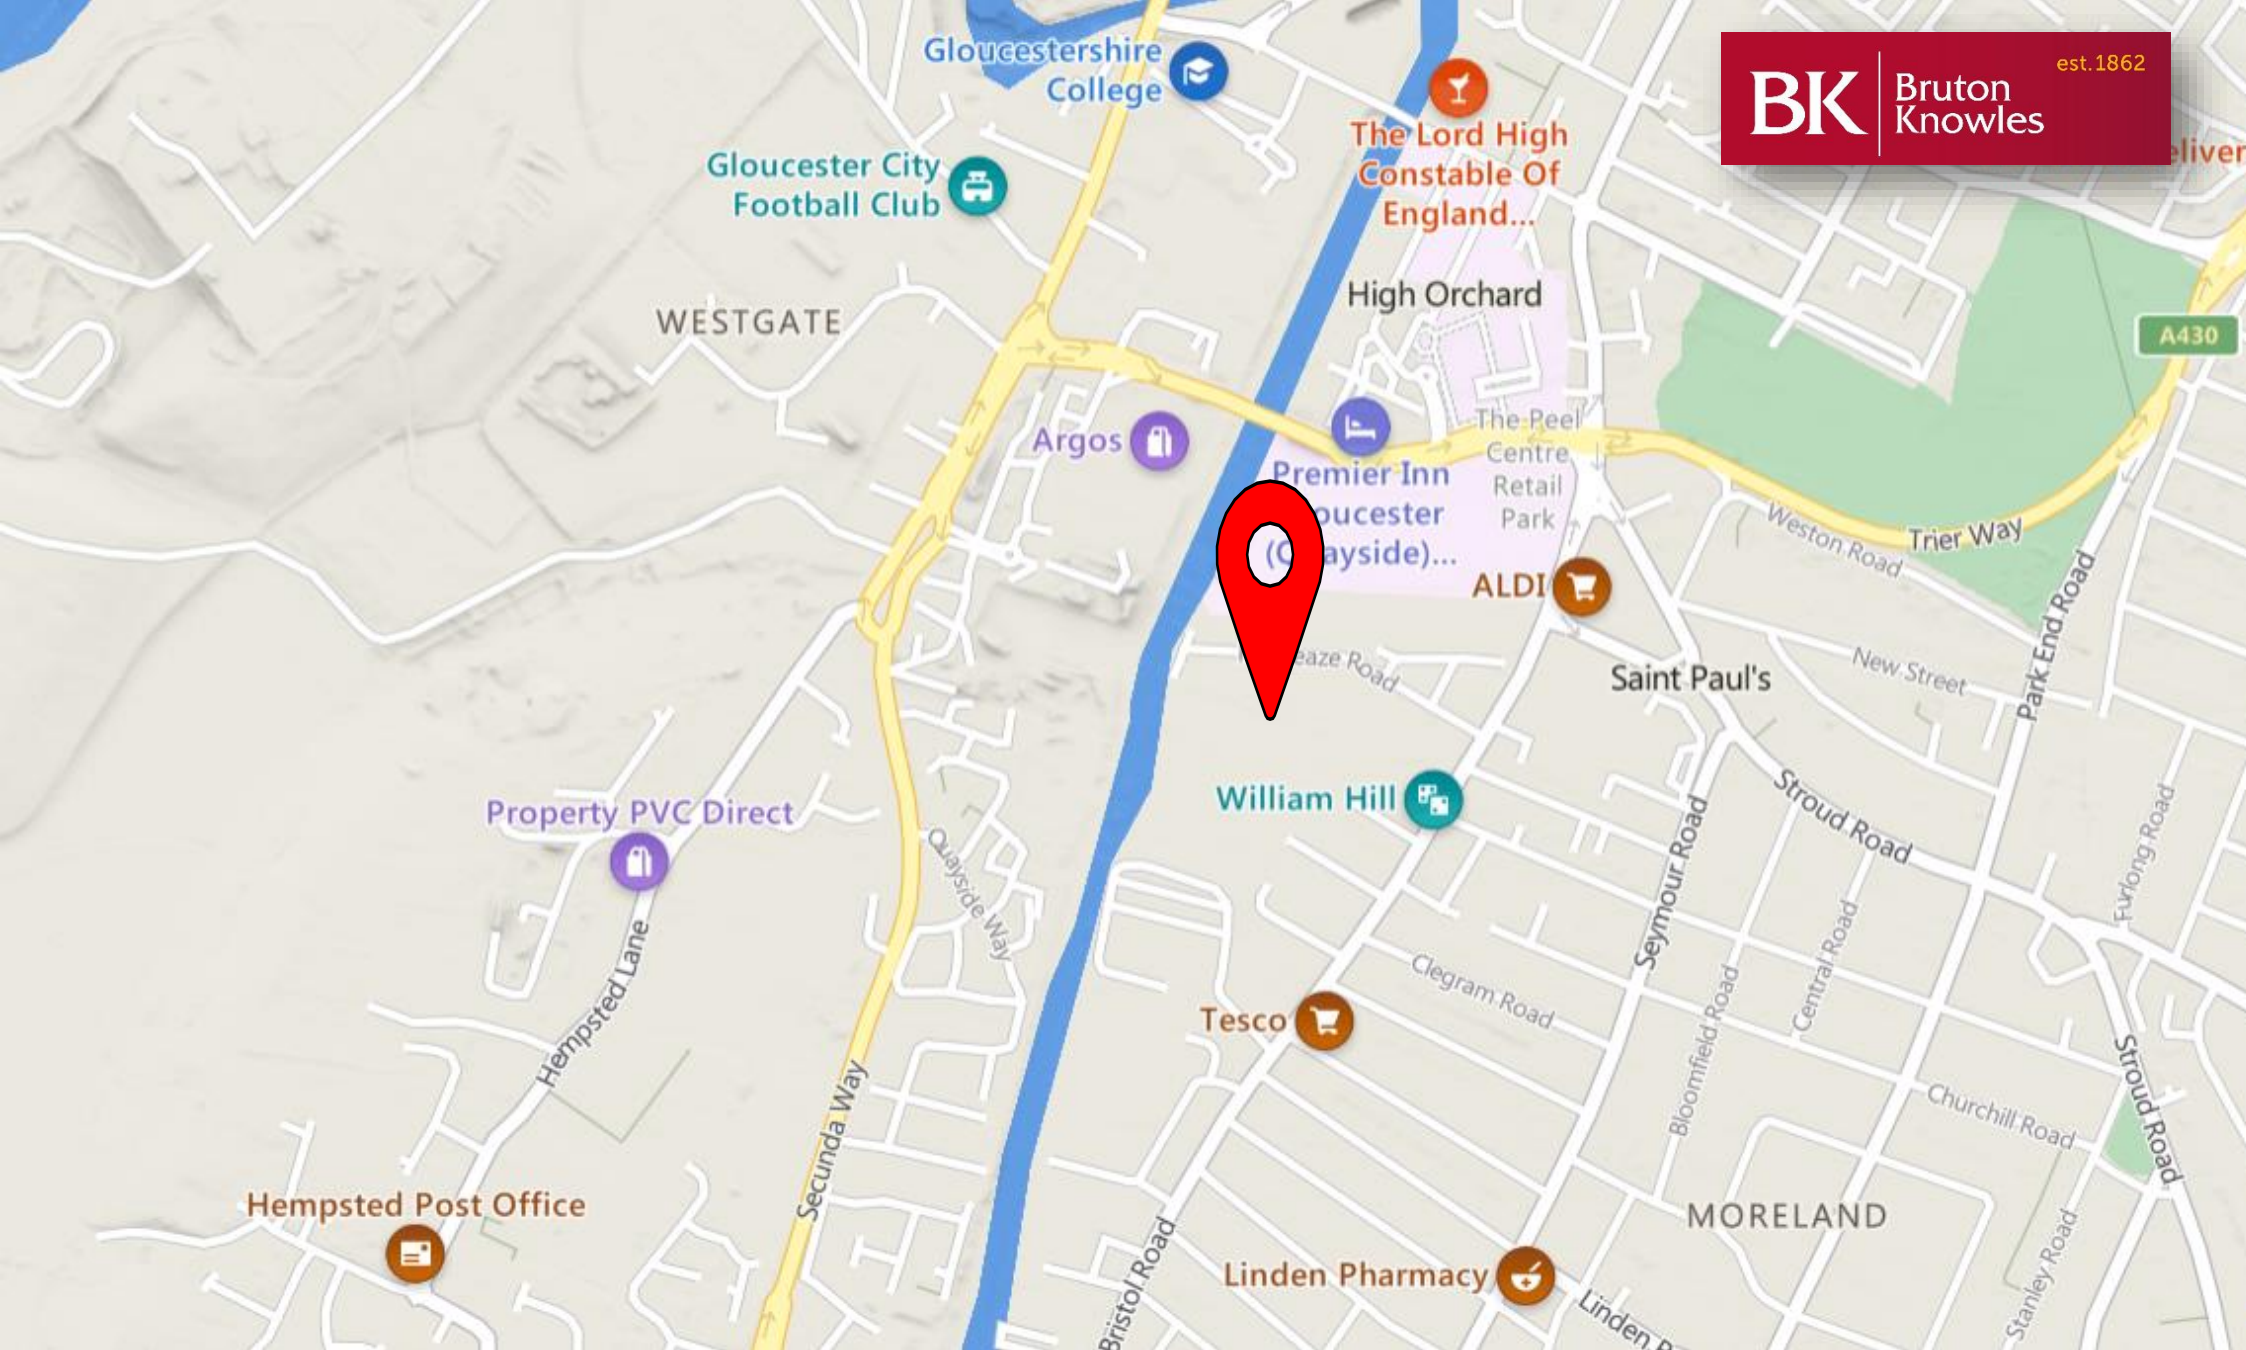 Gloucestershire
College
The Lord High
Constable Of
England...
BK
Bruton
Knowles
est.1862
Gloucester City
Football Club
WESTGATE
High Orchard
A430
Argos
The Peel
Centre
Retail
Park
Premier Inn
(
ayside)...
ALDI
Weston Road
Trier Way
Park End Road
New Street
Saint Paul's
Road
William Hill
Property PVC Direct
Quayside Way
Stroud Road
Seymour Road
Furlong Road
Hempsted Lane
Clegram Road
Central Road
Bloomfield Road
Tesco
Secunda Way
Churchill Road
Stroud Road
Hempsted Post Office
MORELAND
Bristol Road
Linden Pharmacy
Linden
Stanley Road